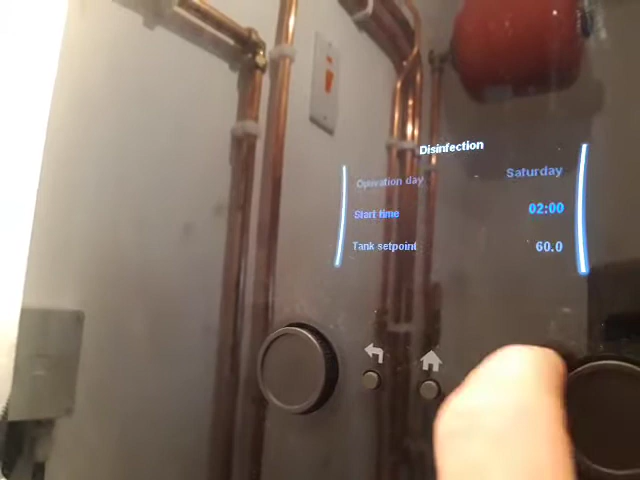 Disinfection
Operation day Saturday
Start time 02:00
Tank setpoint 60.0